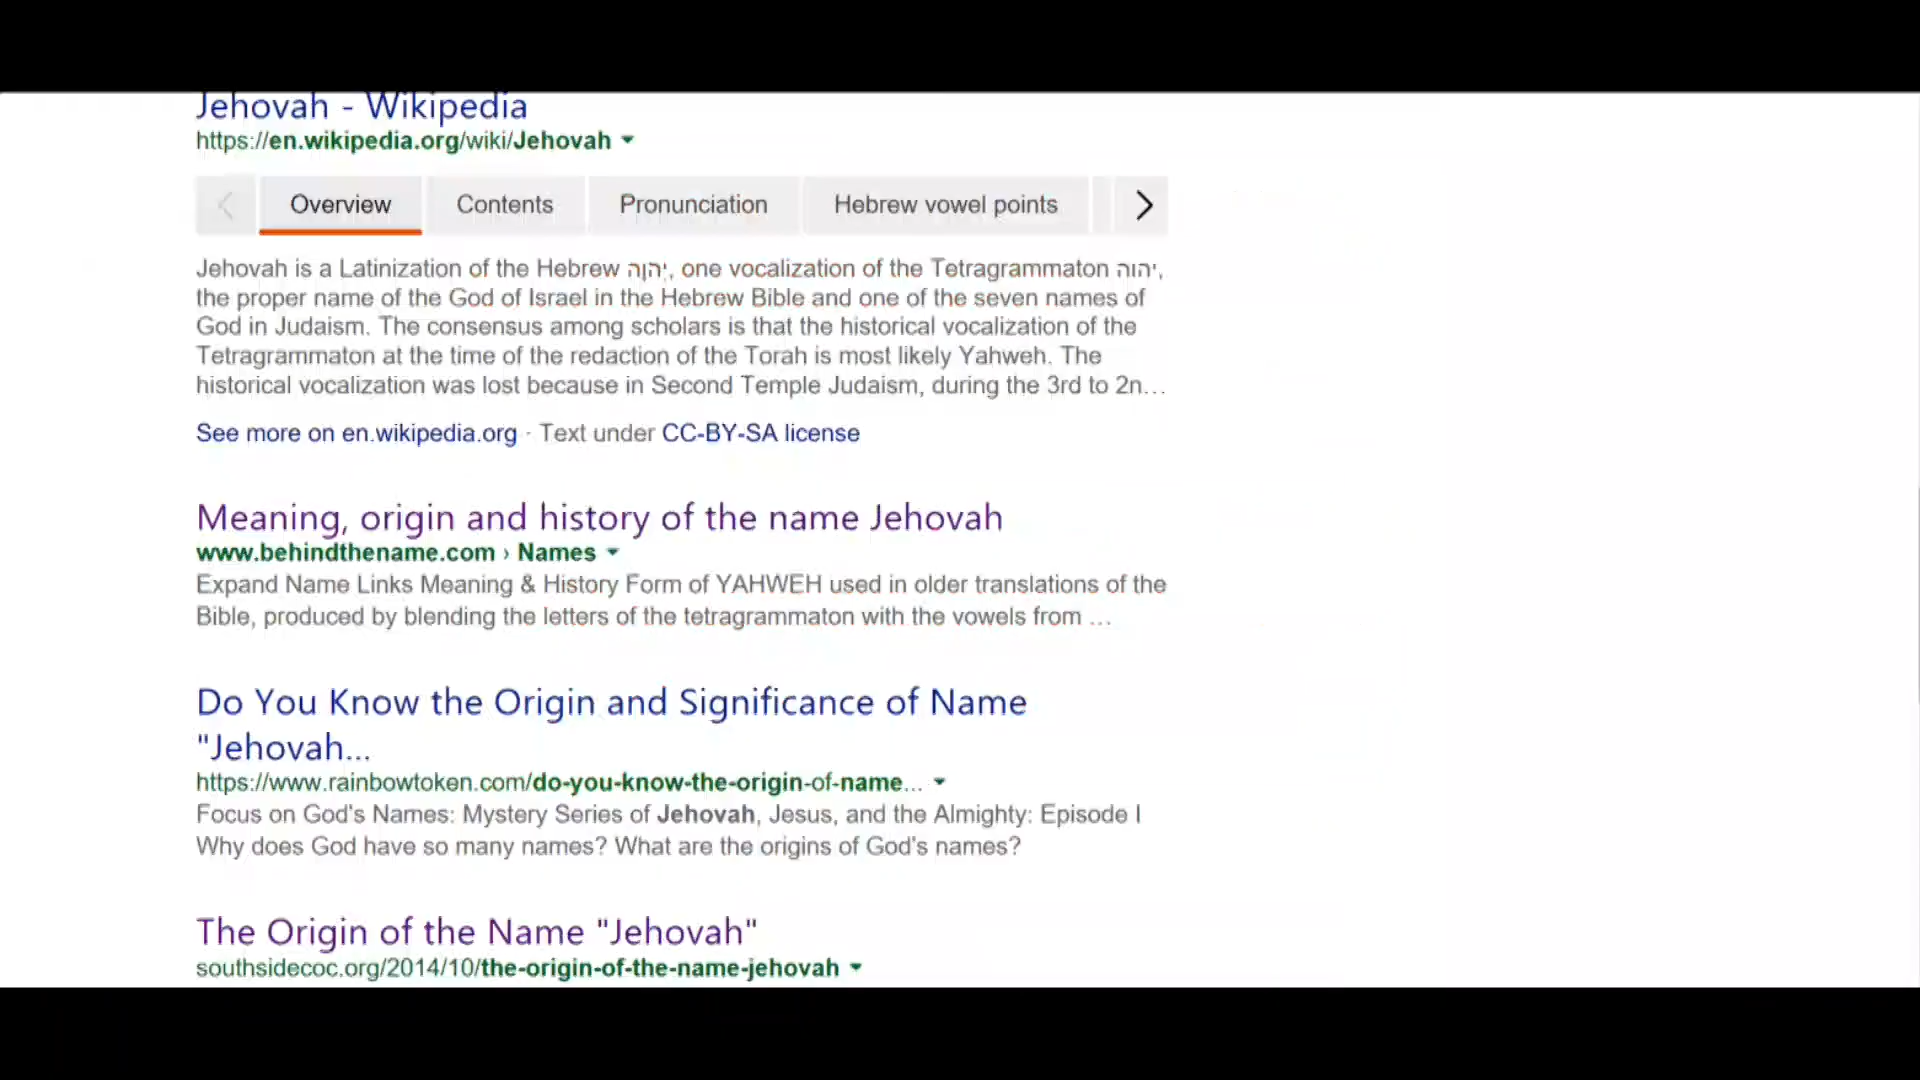 Jehovah - Wikipedia
https://en.wikipedia.org/wiki/Jehovah
Overview
Contents
Pronunciation
Hebrew vowel points
Jehovah is a Latinization of the Hebrew יְהֹוָה, one vocalization of the Tetragrammaton יהוה,
the proper name of the God of Israel in the Hebrew Bible and one of the seven names of
God in Judaism. The consensus among scholars is that the historical vocalization of the
Tetragrammaton at the time of the redaction of the Torah is most likely Yahweh. The
historical vocalization was lost because in Second Temple Judaism, during the 3rd to 2n...
See more on en.wikipedia.org · Text under CC-BY-SA license
Meaning, origin and history of the name Jehovah
www.behindthename.com › Names
Expand Name Links Meaning & History Form of YAHWEH used in older translations of the
Bible, produced by blending the letters of the tetragrammaton with the vowels from ...
Do You Know the Origin and Significance of Name
"Jehovah...
https://www.rainbowtoken.com/do-you-know-the-origin-of-name...
Focus on God's Names: Mystery Series of Jehovah, Jesus, and the Almighty: Episode I
Why does God have so many names? What are the origins of God's names?
The Origin of the Name "Jehovah"
southsidecoc.org/2014/10/the-origin-of-the-name-jehovah